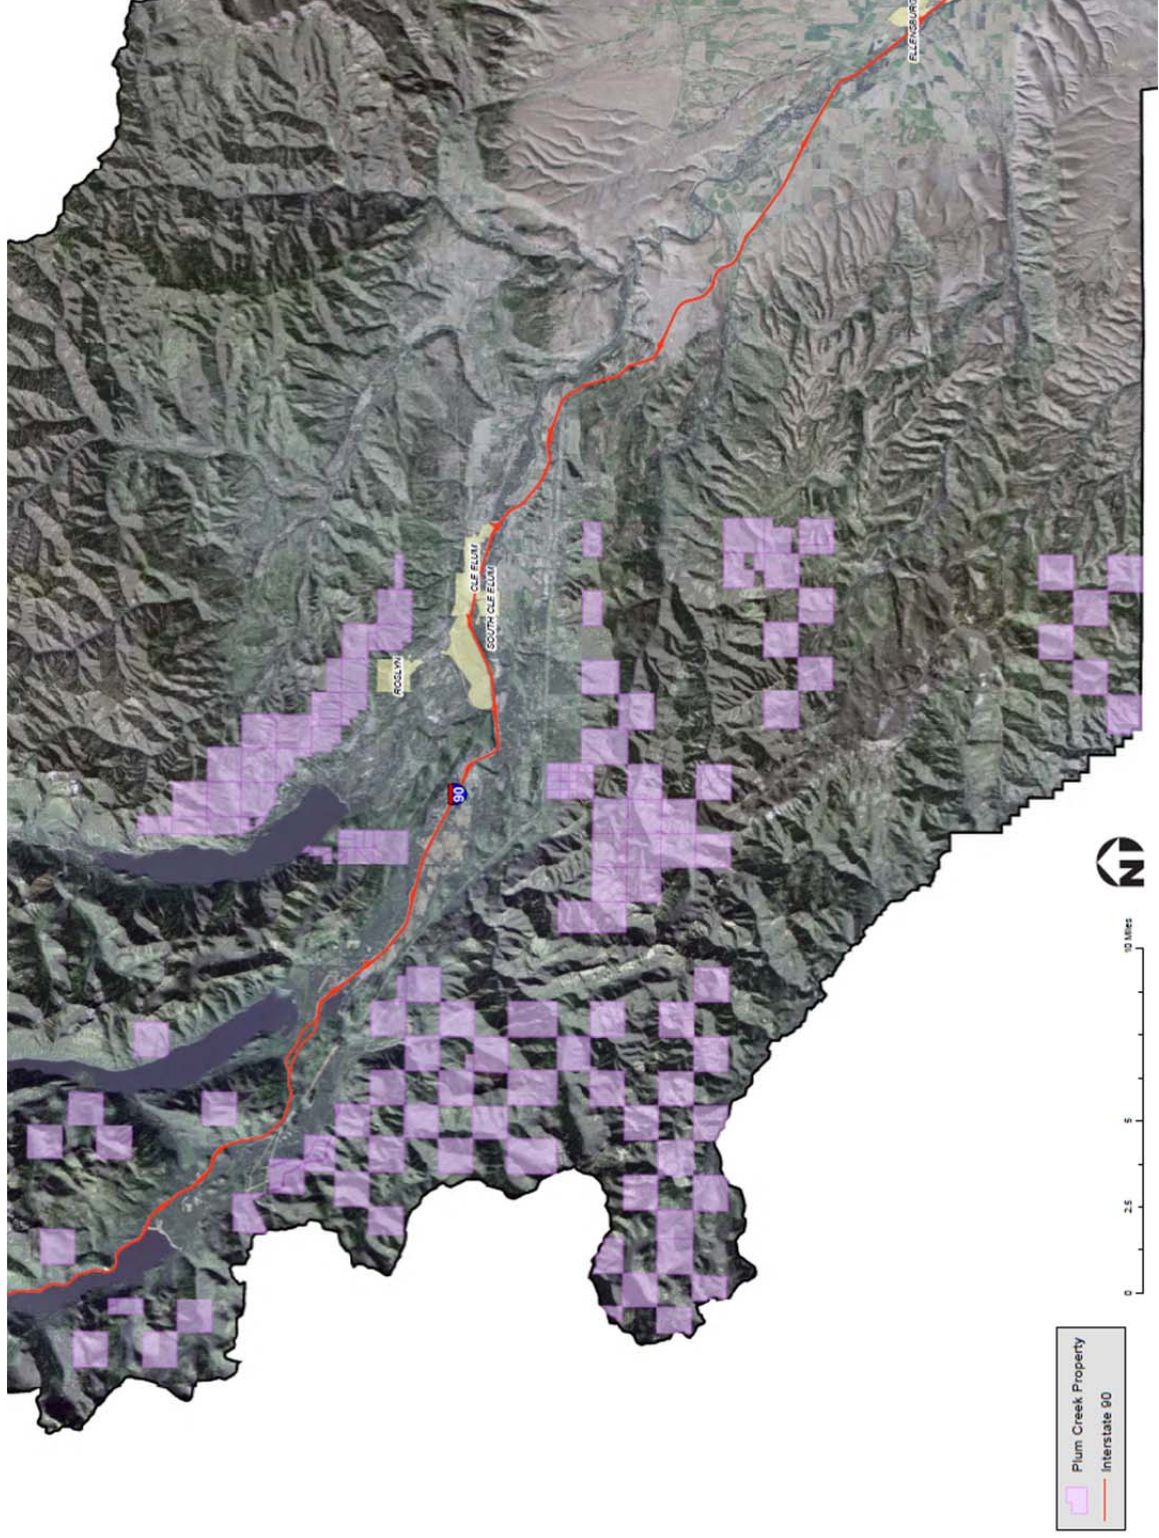 ELLENSBURG
CLE ELUM
SOUTH CLE ELUM
ROSLYN
90
N
0 2.5 5 10 Miles
Plum Creek Property
Interstate 90